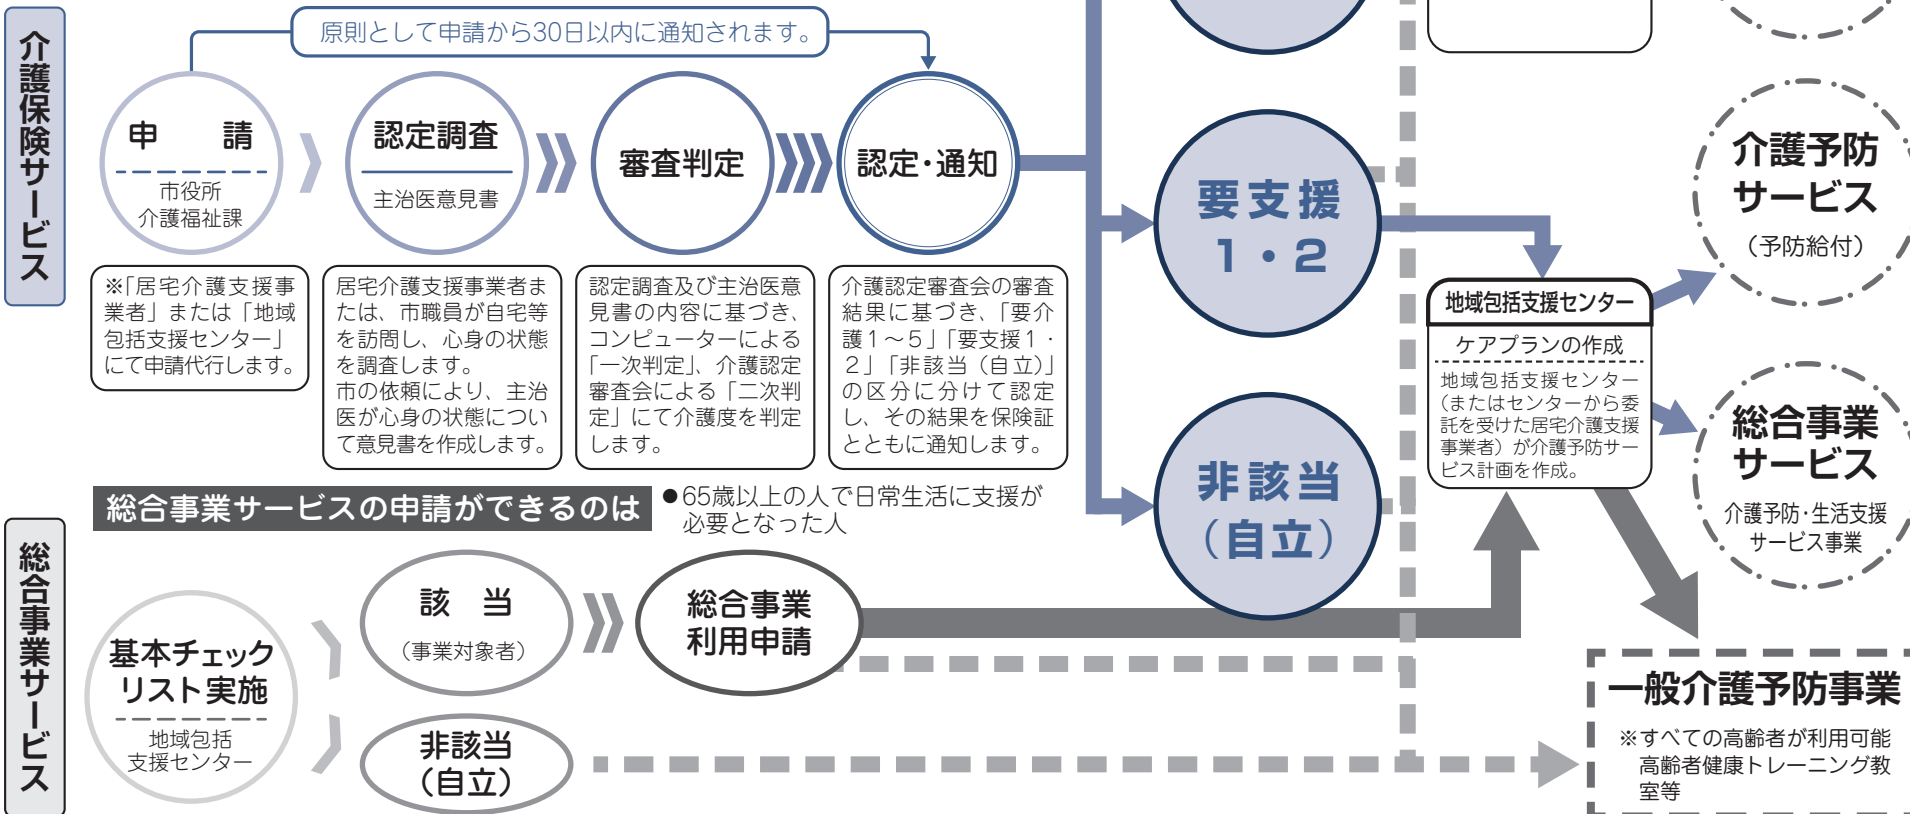 介護保険サービス
原則として申請から30日以内に通知されます。
申　請
市役所
介護福祉課
認定調査
主治医意見書
審査判定
認定・通知
※「居宅介護支援事
業者」または「地域
包括支援センター」
にて申請代行します。
居宅介護支援事業者ま
たは、市職員が自宅等
を訪問し、心身の状態
を調査します。
市の依頼により、主治
医が心身の状態につい
て意見書を作成します。
認定調査及び主治医意
見書の内容に基づき、
コンピューターによる
「一次判定」、介護認定
審査会による「二次判
定」にて介護度を判定
します。
介護認定審査会の審査
結果に基づき、「要介
護1～5」「要支援1・
2」「非該当（自立）」
の区分に分けて認定
し、その結果を保険証
とともに通知します。
要支援
1・2
非該当
（自立）
地域包括支援センター
ケアプランの作成
地域包括支援センター
（またはセンターから委
託を受けた居宅介護支援
事業者）が介護予防サー
ビス計画を作成。
介護予防
サービス
（予防給付）
総合事業
サービス
介護予防・生活支援
サービス事業
総合事業サービス
総合事業サービスの申請ができるのは
●65歳以上の人で日常生活に支援が
必要となった人
基本チェック
リスト実施
地域包括
支援センター
該　当
（事業対象者）
総合事業
利用申請
非該当
（自立）
一般介護予防事業
※すべての高齢者が利用可能
高齢者健康トレーニング教
室等